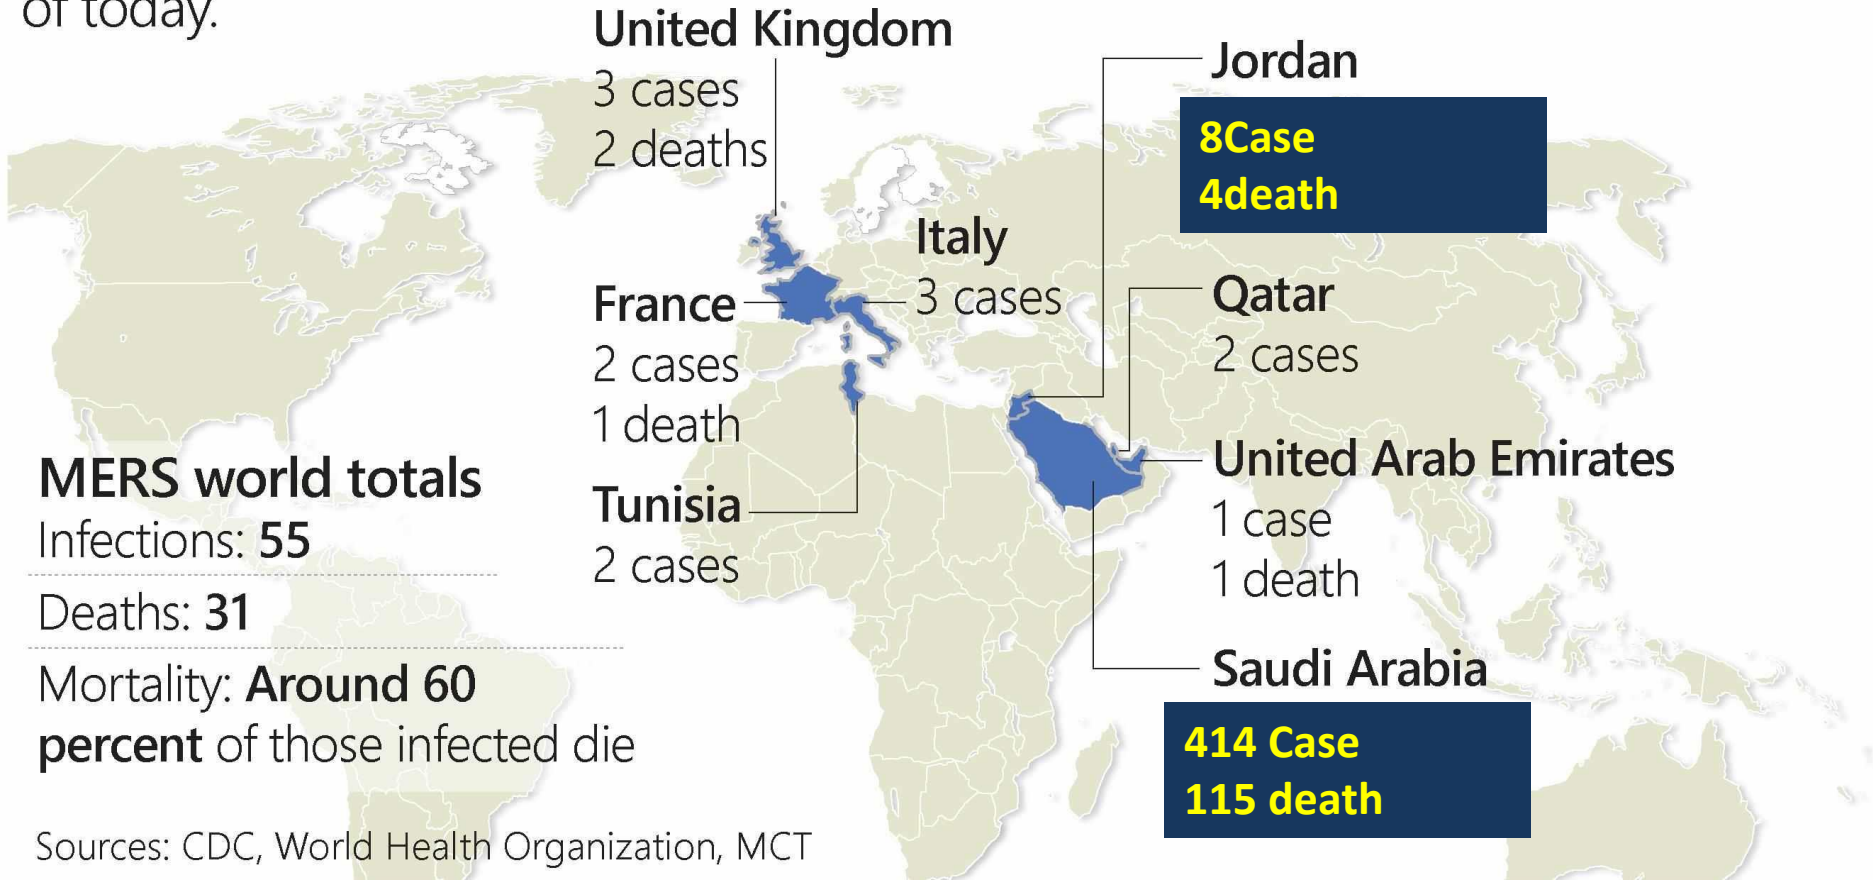 of today.
United Kingdom
3 cases
2 deaths
Jordan
8Case
4death
Italy
3 cases
France
2 cases
1 death
Qatar
2 cases
Tunisia
2 cases
United Arab Emirates
1 case
1 death
Saudi Arabia
414 Case
115 death
MERS world totals
Infections: 55
Deaths: 31
Mortality: Around 60
percent of those infected die
Sources: CDC, World Health Organization, MCT